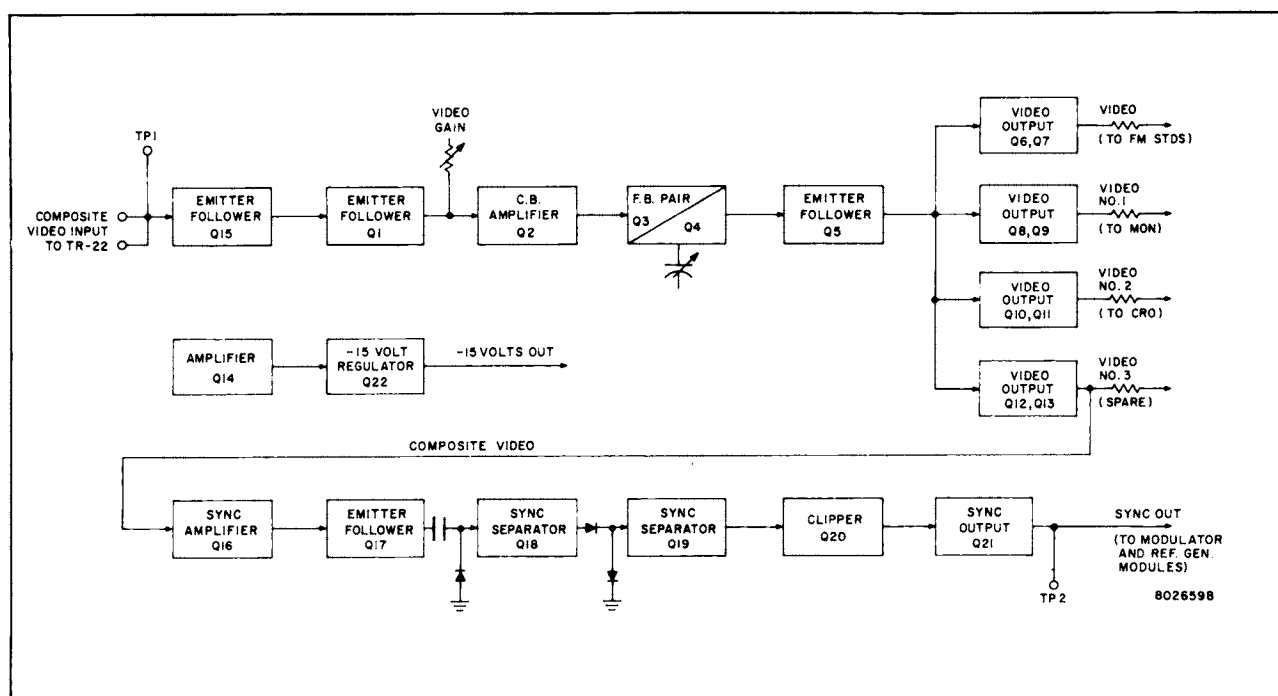 TP1
COMPOSITE
VIDEO INPUT
TO TR-22
EMITTER
FOLLOWER
Q15
EMITTER
FOLLOWER
Q1
VIDEO
GAIN
C.B.
AMPLIFIER
Q2
F.B. PAIR
Q3
Q4
EMITTER
FOLLOWER
Q5
VIDEO
OUTPUT
Q6,Q7
VIDEO
(TO FM STDS)
VIDEO
OUTPUT
Q8,Q9
VIDEO
NO.1
(TO MON)
VIDEO
OUTPUT
Q10,Q11
VIDEO
NO.2
(TO CRO)
VIDEO
OUTPUT
Q12,Q13
VIDEO
NO.3
(SPARE)
AMPLIFIER
Q14
-15 VOLT
REGULATOR
Q22
-15 VOLTS OUT
COMPOSITE VIDEO
SYNC
AMPLIFIER
Q16
EMITTER
FOLLOWER
Q17
SYNC
SEPARATOR
Q18
SYNC
SEPARATOR
Q19
CLIPPER
Q20
SYNC
OUTPUT
Q21
SYNC OUT
(TO MODULATOR
AND REF. GEN.
MODULES)
TP2
8026598